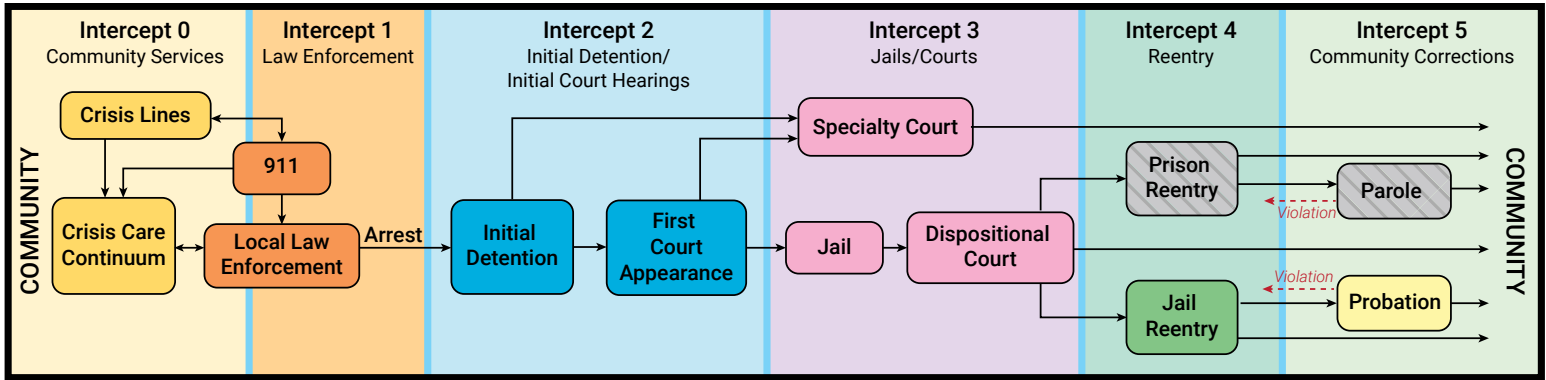 Intercept 0
Community Services
Intercept 1
Law Enforcement
Intercept 2
Initial Detention/
Initial Court Hearings
Intercept 3
Jails/Courts
Intercept 4
Reentry
Intercept 5
Community Corrections
COMMUNITY
Crisis Lines
911
Crisis Care
Continuum
Local Law
Enforcement
Arrest
Initial
Detention
First
Court
Appearance
Specialty Court
Jail
Dispositional
Court
Prison
Reentry
Violation
Parole
Jail
Reentry
Violation
Probation
COMMUNITY